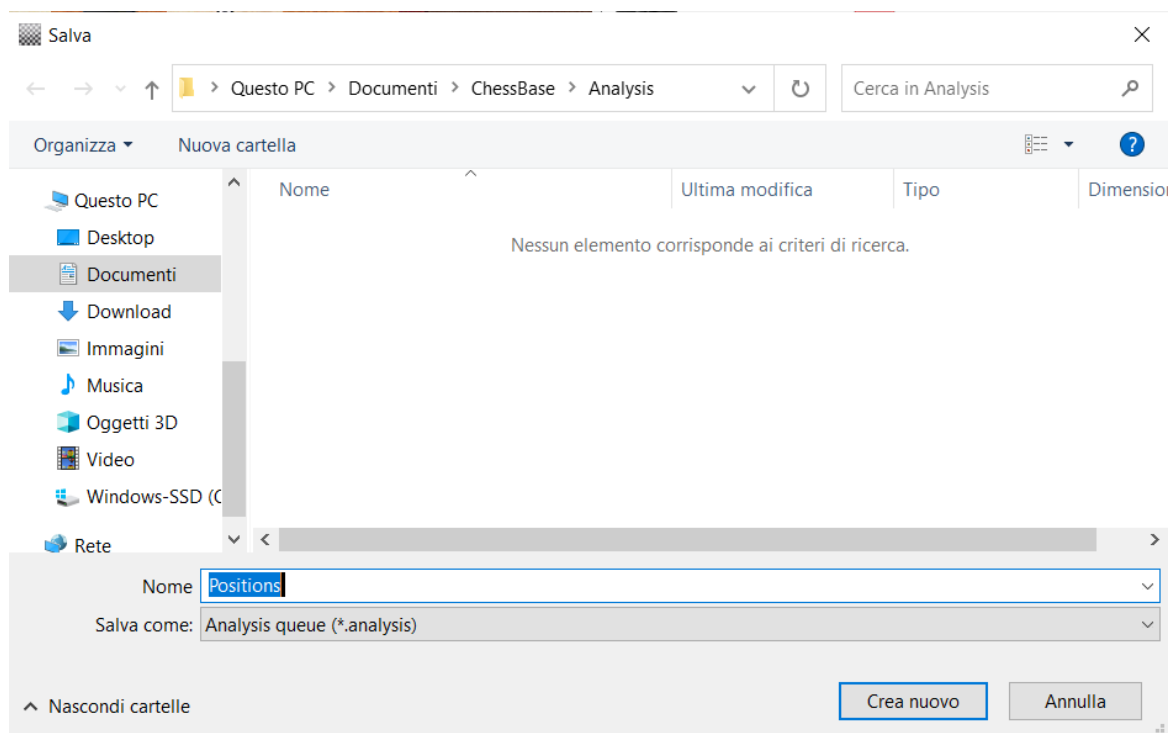 Salva
Questo PC > Documenti > ChessBase > Analysis
Cerca in Analysis
Organizza
Nuova cartella
?
Nome
Ultima modifica
Tipo
Dimensio
Nessun elemento corrisponde ai criteri di ricerca.
Questo PC
Desktop
Documenti
Download
Immagini
Musica
Oggetti 3D
Video
Windows-SSD (C
Rete
Nome Positions
Salva come: Analysis queue (*.analysis)
Nascondi cartelle
Crea nuovo
Annulla